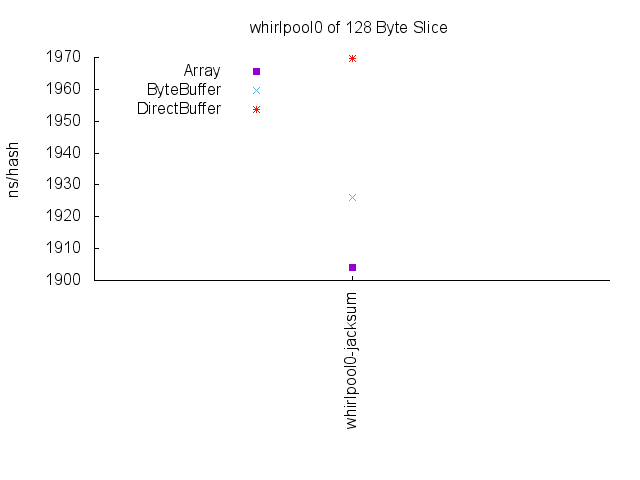 whirlpool0 of 128 Byte Slice
1970
Array
1960
ByteBuffer
1950
DirectBuffer
1940
1930
1920
1910
1900
ns/hash
whirlpool0-jacksum